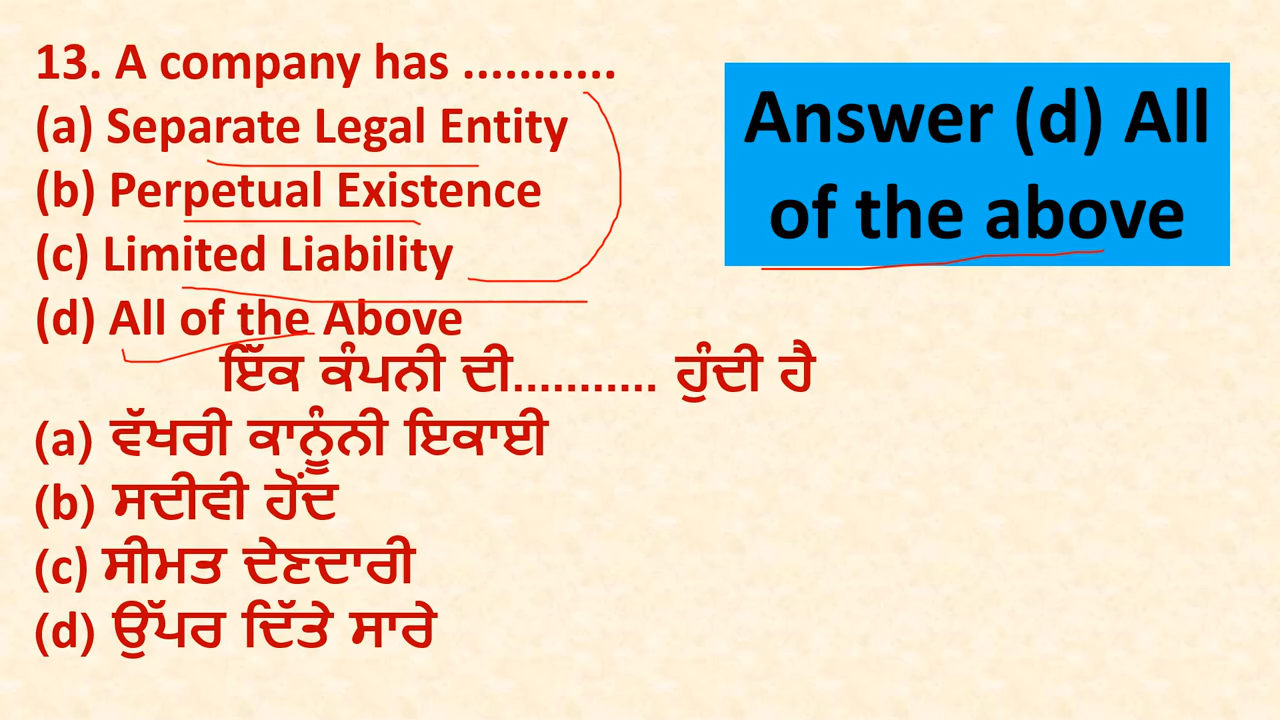 13. A company has ...........
(a) Separate Legal Entity
(b) Perpetual Existence
(c) Limited Liability
(d) All of the Above
ਇੱਕ ਕੰਪਨੀ ਦੀ........... ਹੁੰਦੀ ਹੈ
(a) ਵੱਖਰੀ ਕਾਨੂੰਨੀ ਇਕਾਈ
(b) ਸਦੀਵੀ ਹੋਂਦ
(c) ਸੀਮਤ ਦੇਣਦਾਰੀ
(d) ਉੱਪਰ ਦਿੱਤੇ ਸਾਰੇ
Answer (d) All
of the above